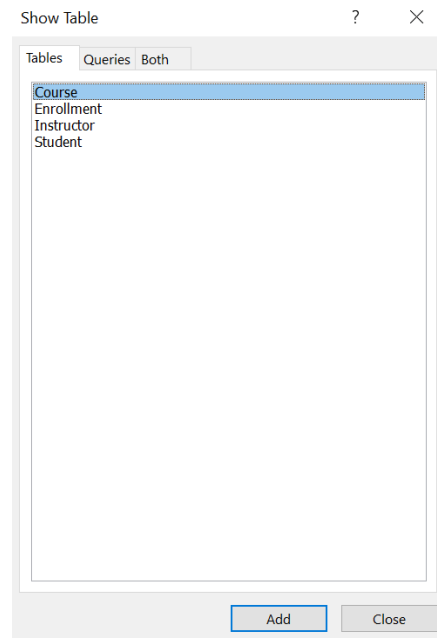 Show Table ?
Tables Queries Both
Course
Enrollment
Instructor
Student
Add Close